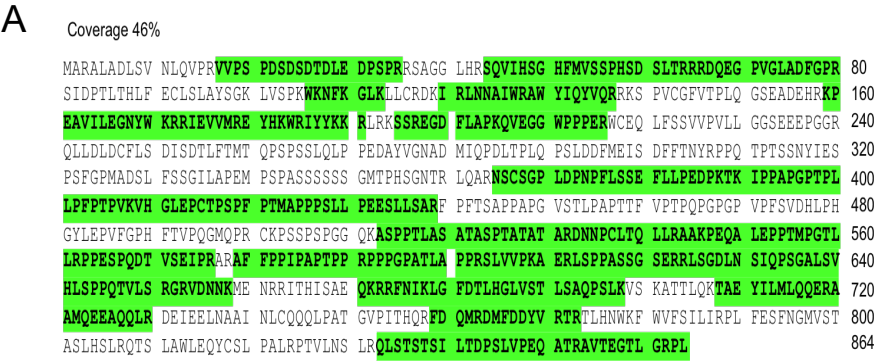 A
Coverage 46%
MARALADLSV NLQVPRVVPS PDSDSDTDLE DPSPRRSAGG LHRSQVIHSG HFMVSSPHSD SLTRRRDQEG PVGLADFGPR 80
SIDPTLTHLF ECLSLAYSGK LVSPKWKNFK GLKLLCRDKI RLNNAIWRAW YIQYVQRRKS PVCGFVTPLQ GSEADEHRKP 160
EAVILEGNYW KRRIEVVMRE YHKWRIYYKK RLRKSSREGD FLAPKQVEGG WPPPERWCEQ LFSSVVPVLL GGSEEEPGGR 240
QLLDLDCFLS DISDTLFTMT QPSPSSLQLP PPEDAYVGNAD MIQPDLTPLQ PSLDDFMEIS DFFTNYRPPQ TPTSSNYIES 320
PSFGPMADSL FSSGILAPEM PSPASSSSSS GMTPHSGNTR LQARNSCSGP LDPNPFLSSEF LLPEDPKTK IPPAPGPTPL 400
LPFPTPVKVH GLEPCTPSPF PTMAPPPSLL PEESLLSARF PFTSAPPAPG VSTLPAPTTF VPTPQPGPGP VPFSVDHLPH 480
GYLEPVFGPH FTVPQGMQPR CKPSSPSPGG QKASPPTLAS ATASPTATAT ARDNNPCLTQ LLRAAKPEQA LEPPTMPGTL 560
LRPPESPQDT VSEIPRARAF FPPIPAPTPP RPPPGPATLA PPRSLVVPKA ERLSPPASSG SERRLSGDLN SIQPSGALSV 640
HLSPPQTVLS RGRVDNNKME NRRITHISAE QKRRFNIKLG FDTLHGLVST LSAQPSLKVS KATTLQKTAE YILMLQQERA 720
AMQEEAQQLR DEIEELNAAI NLCQQQLPAT GVPITHQRFD QMRDMFDDYV RTRTLHNWKF WVFSILIRPL FESFNGMVST 800
ASLHSLRQTS LAWLEQYCSL PALRPTVLNS LRQLSTSTSI LTDPSLVPEQ ATRAVTEGTL GRPL 864